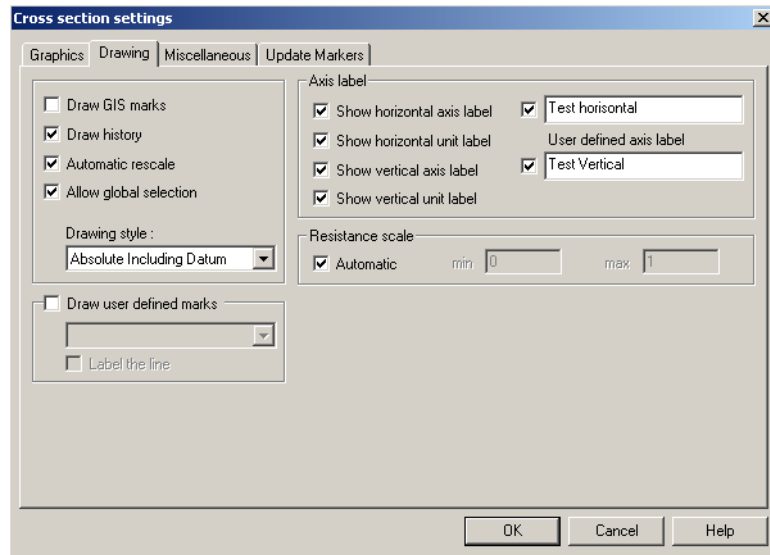 Cross section settings
Graphics Drawing Miscellaneous Update Markers
Draw GIS marks
Draw history
Automatic rescale
Allow global selection
Drawing style :
Absolute Including Datum
Draw user defined marks
Label the line
Axis label
Show horizontal axis label Test horisontal
Show horizontal unit label User defined axis label
Show vertical axis label Test Vertical
Show vertical unit label
Resistance scale
Automatic min 0 max 1
OK Cancel Help